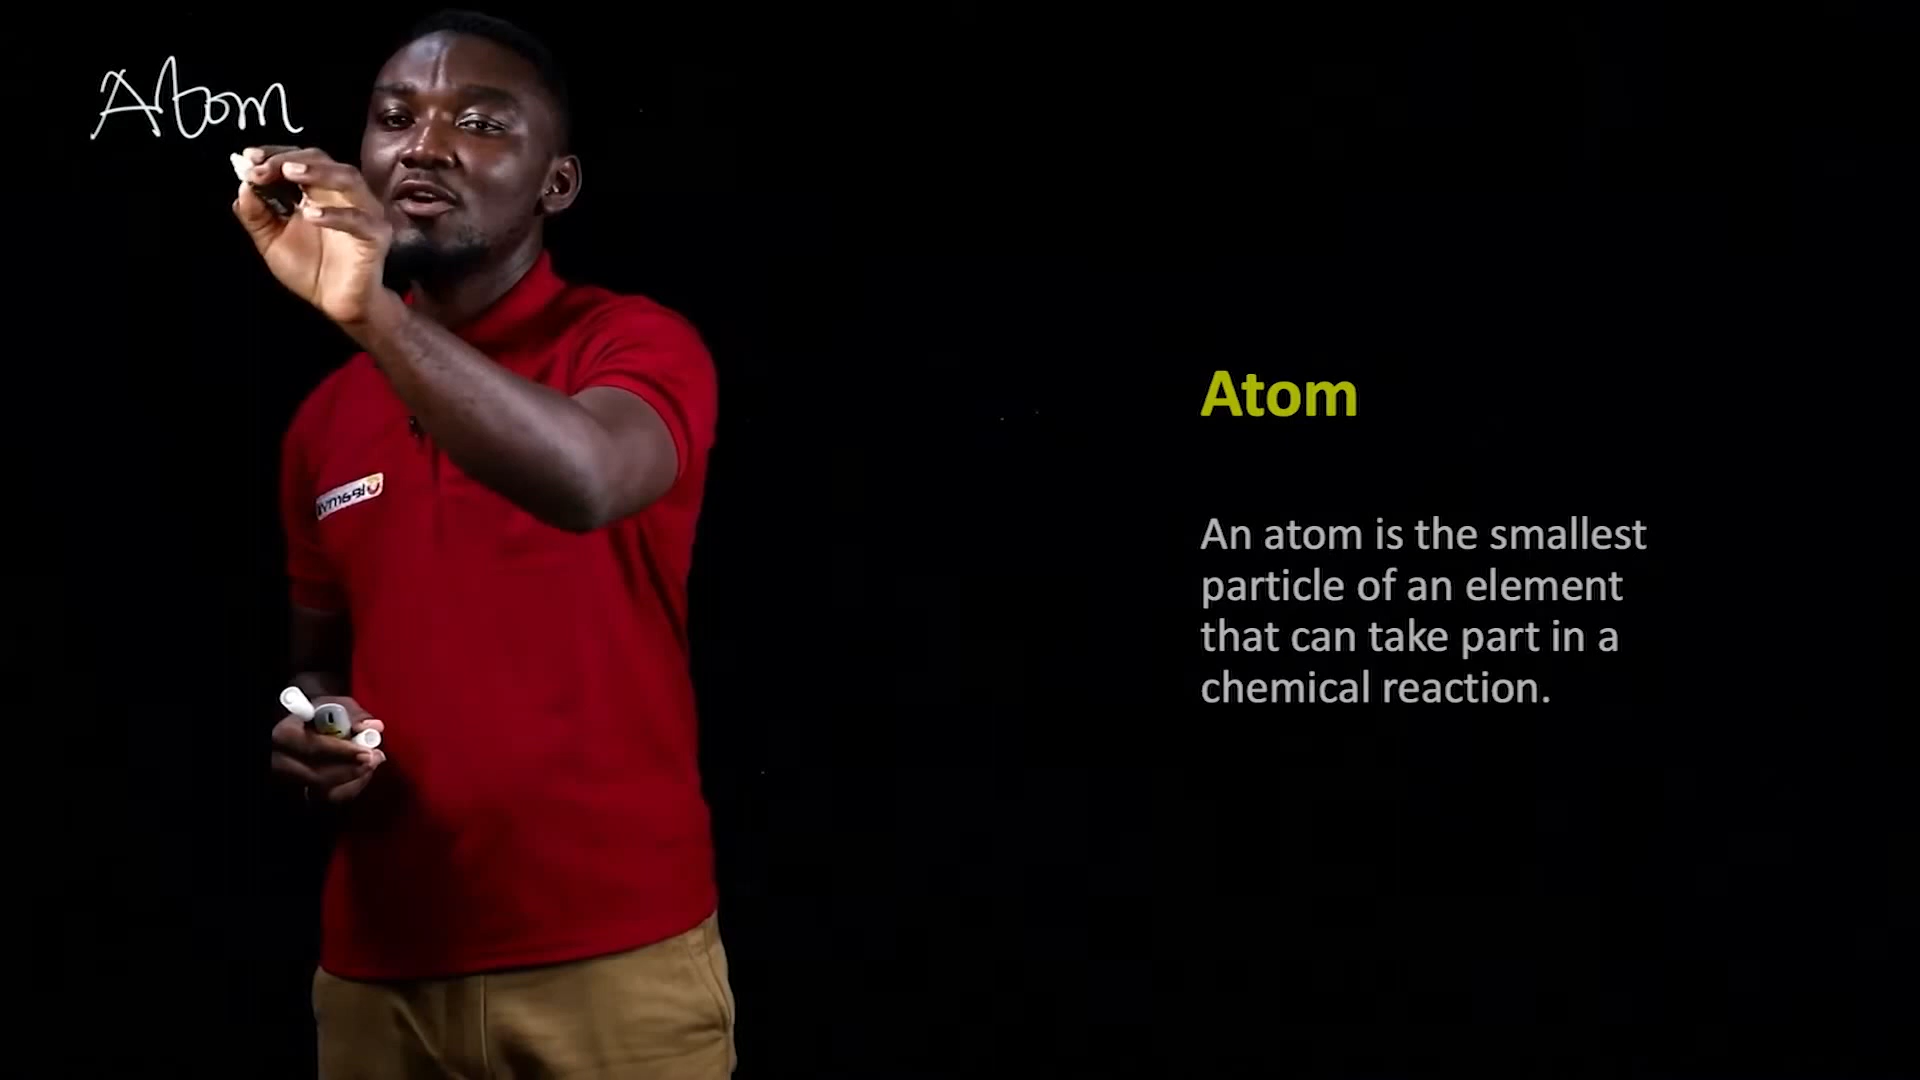 Atom
Atom
An atom is the smallest
particle of an element
that can take part in a
chemical reaction.